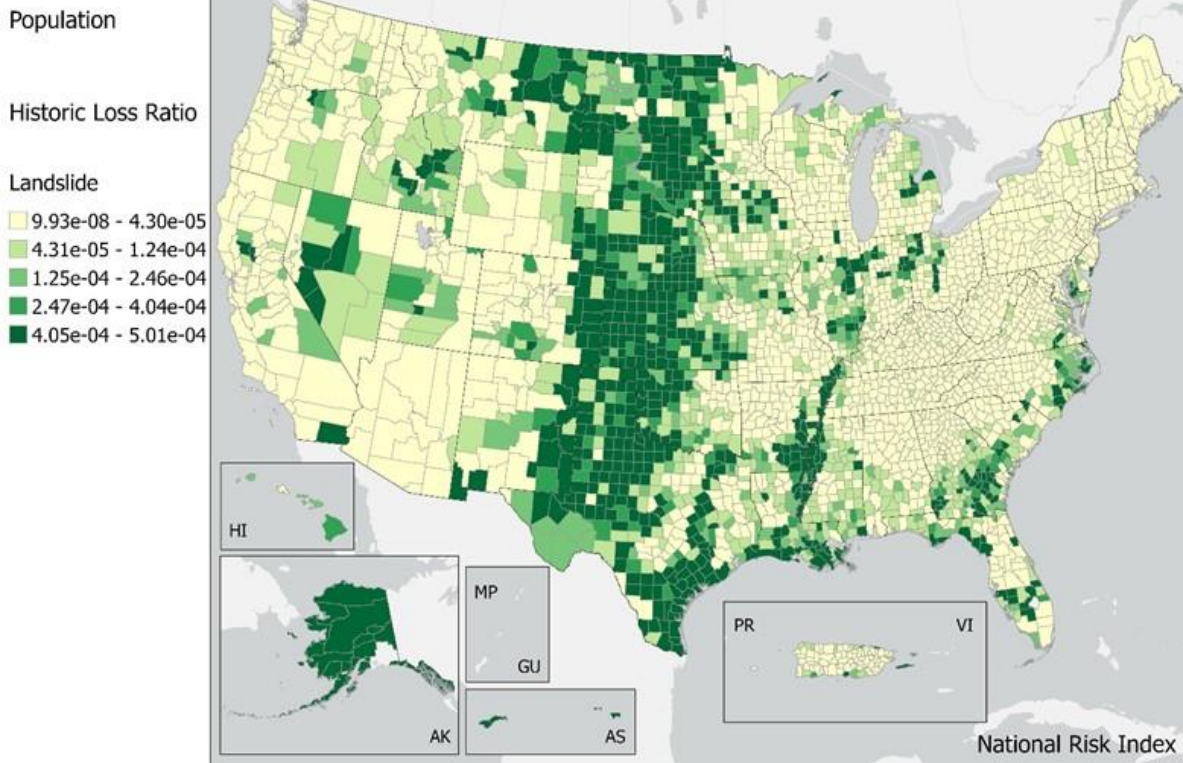 Population
Historic Loss Ratio
Landslide
9.93e-08 - 4.30e-05
4.31e-05 - 1.24e-04
1.25e-04 - 2.46e-04
2.47e-04 - 4.04e-04
4.05e-04 - 5.01e-04
HI
AK
MP
GU
AS
PR
VI
National Risk Index